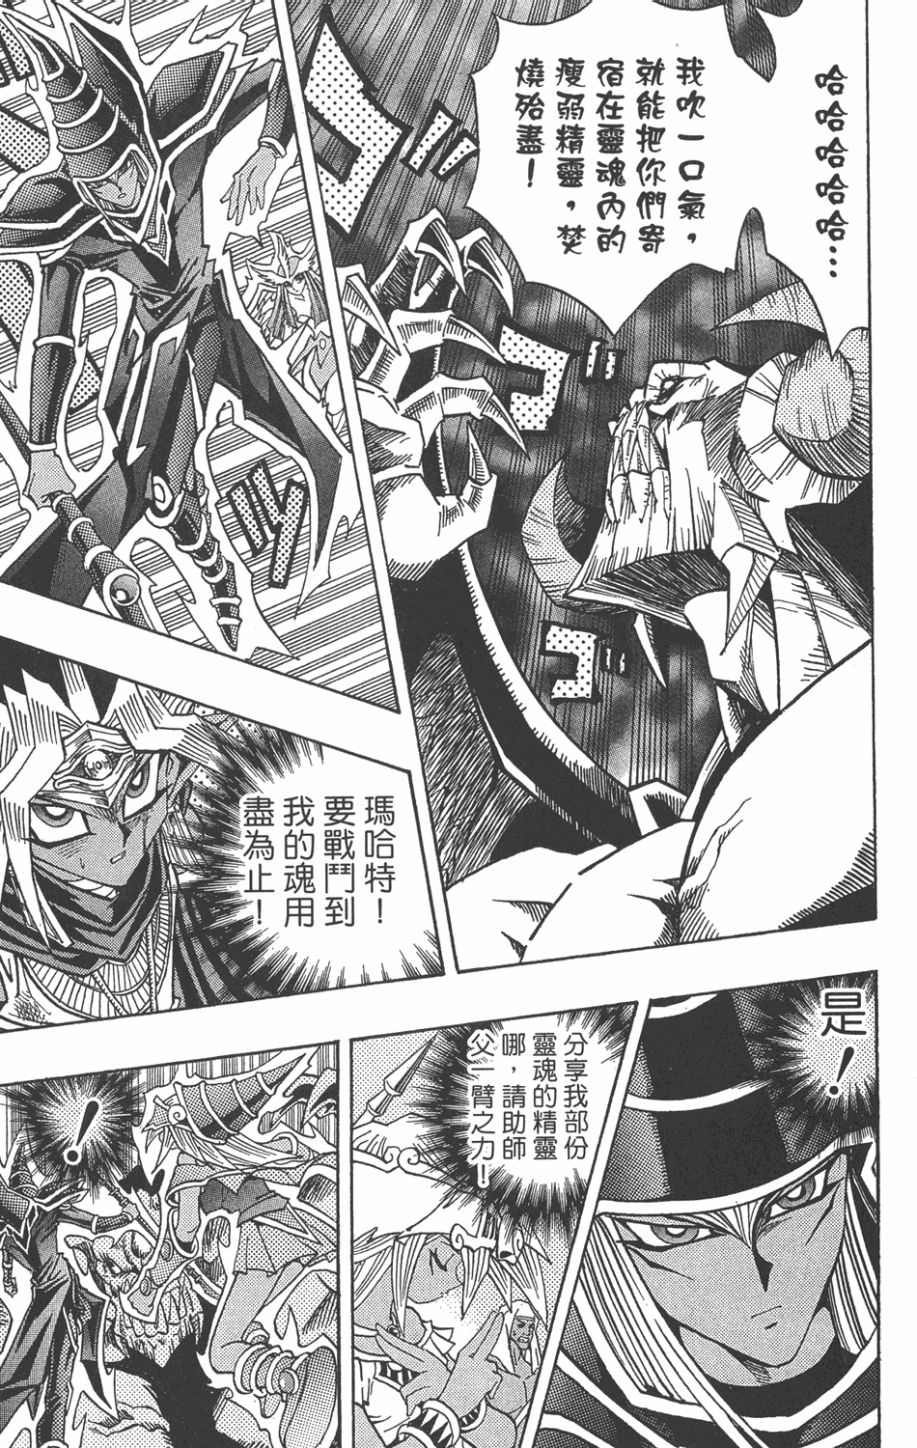 哈哈哈哈哈…
我吹一口氣，
就能把你們寄
宿在靈魂內的
瘦弱精靈，焚
燒殆盡！
ゴ
ゴ
ゴ
バッ
瑪哈特！
要戰鬥到
我的魂用
盡為止！
是！
分享我部份
靈魂的精靈
哪，請助師
父一臂之力！
！